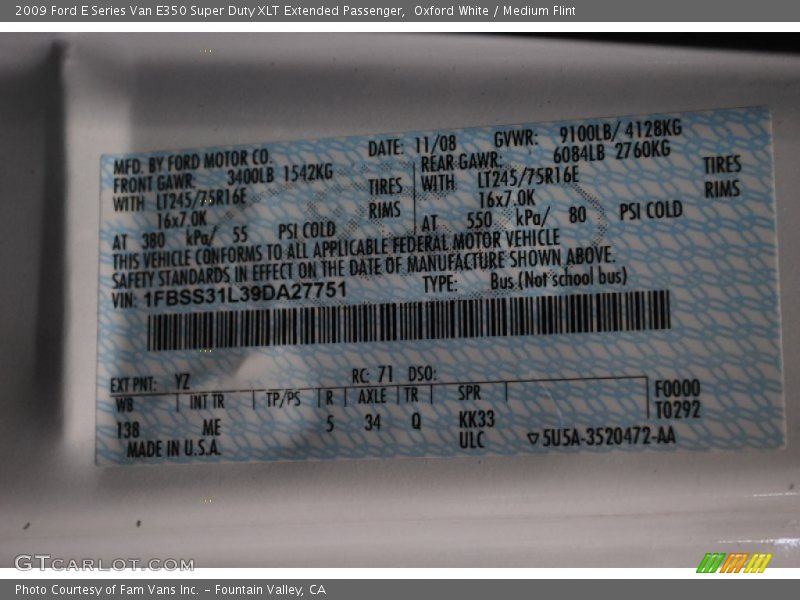 2009 Ford E Series Van E350 Super Duty XLT Extended Passenger, Oxford White / Medium Flint
MFD. BY FORD MOTOR CO. DATE: 11/08 GVWR: 9100LB/ 4128KG
FRONT GAWR: 3400LB 1542KG REAR GAWR: 6084LB 2760KG
WITH LT245/75R16E TIRES WITH LT245/75R16E TIRES
16x7.0K RIMS 16x7.0K RIMS
AT 380 kPa/ 55 PSI COLD AT 550 kPa/ 80 PSI COLD
THIS VEHICLE CONFORMS TO ALL APPLICABLE FEDERAL MOTOR VEHICLE
SAFETY STANDARDS IN EFFECT ON THE DATE OF MANUFACTURE SHOWN ABOVE.
VIN: 1FBSS31L39DA27751 TYPE: Bus (Not school bus)
EXT PNT: YZ RC: 71 DSO:
WB INT TR TP/PS R AXLE TR SPR F0000
138 ME 5 34 Q KK33 T0292
MADE IN U.S.A. ULC ▽5U5A-3520472-AA
GTCarLot.com
Photo Courtesy of Fam Vans Inc. – Fountain Valley, CA